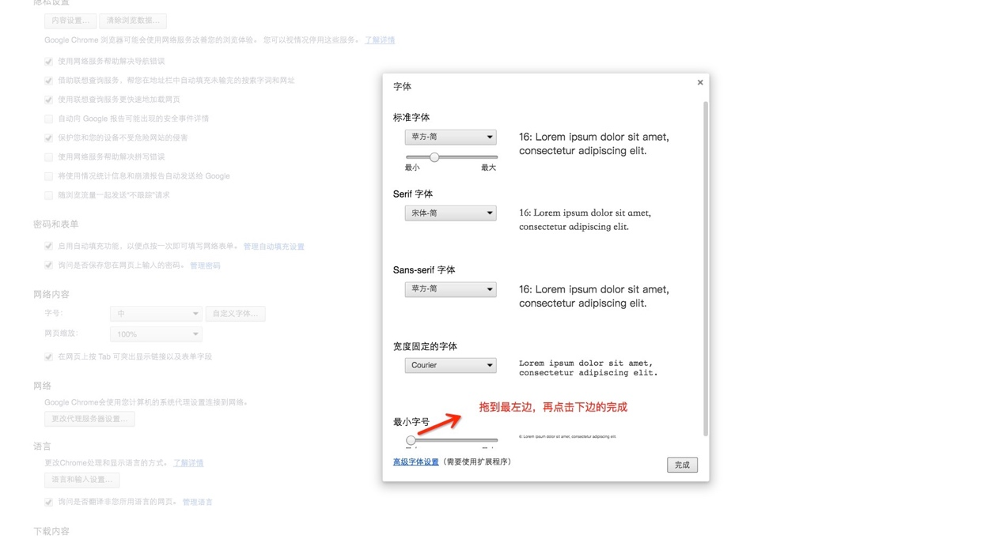 隐私设置
内容设置...
清除浏览数据...
Google Chrome 浏览器可能会使用网络服务改善您的浏览体验。 您可以视情况停用这些服务。 了解详情
使用网络服务帮助解决导航错误
借助联想查询服务，帮您在地址栏中自动填充未输完的搜索字词和网址
使用联想查询服务更快速地加载网页
自动向 Google 报告可能出现的安全事件详情
保护您和您的设备不受危险网站的侵害
使用网络服务帮助解决拼写错误
将使用情况统计信息和崩溃报告自动发送给 Google
随浏览流量一起发送"不跟踪"请求
密码和表单
启用自动填充功能，以便点按一次即可填写网络表单。 管理自动填充设置
询问是否保存您在网页上输入的密码。 管理密码
网络内容
字号：
中
自定义字体...
网页缩放：
100%
在网页上按 Tab 可突出显示链接以及表单字段
网络
Google Chrome会使用您计算机的系统代理设置连接到网络。
更改代理服务器设置...
语言
更改Chrome处理和显示语言的方式。 了解详情
语言和输入设置...
询问是否翻译非您所用语言的网页。 管理语言
下载内容
字体
×
标准字体
苹方-简
最小
最大
16: Lorem ipsum dolor sit amet,
consectetur adipiscing elit.
Serif 字体
宋体-简
16: Lorem ipsum dolor sit amet,
consectetur adipiscing elit.
Sans-serif 字体
苹方-简
16: Lorem ipsum dolor sit amet,
consectetur adipiscing elit.
宽度固定的字体
Courier
Lorem ipsum dolor sit amet,
consectetur adipiscing elit.
拖到最左边，再点击下边的完成
最小字号
6: Lorem ipsum dolor sit amet, consectetur adipiscing elit.
高级字体设置（需要使用扩展程序）
完成